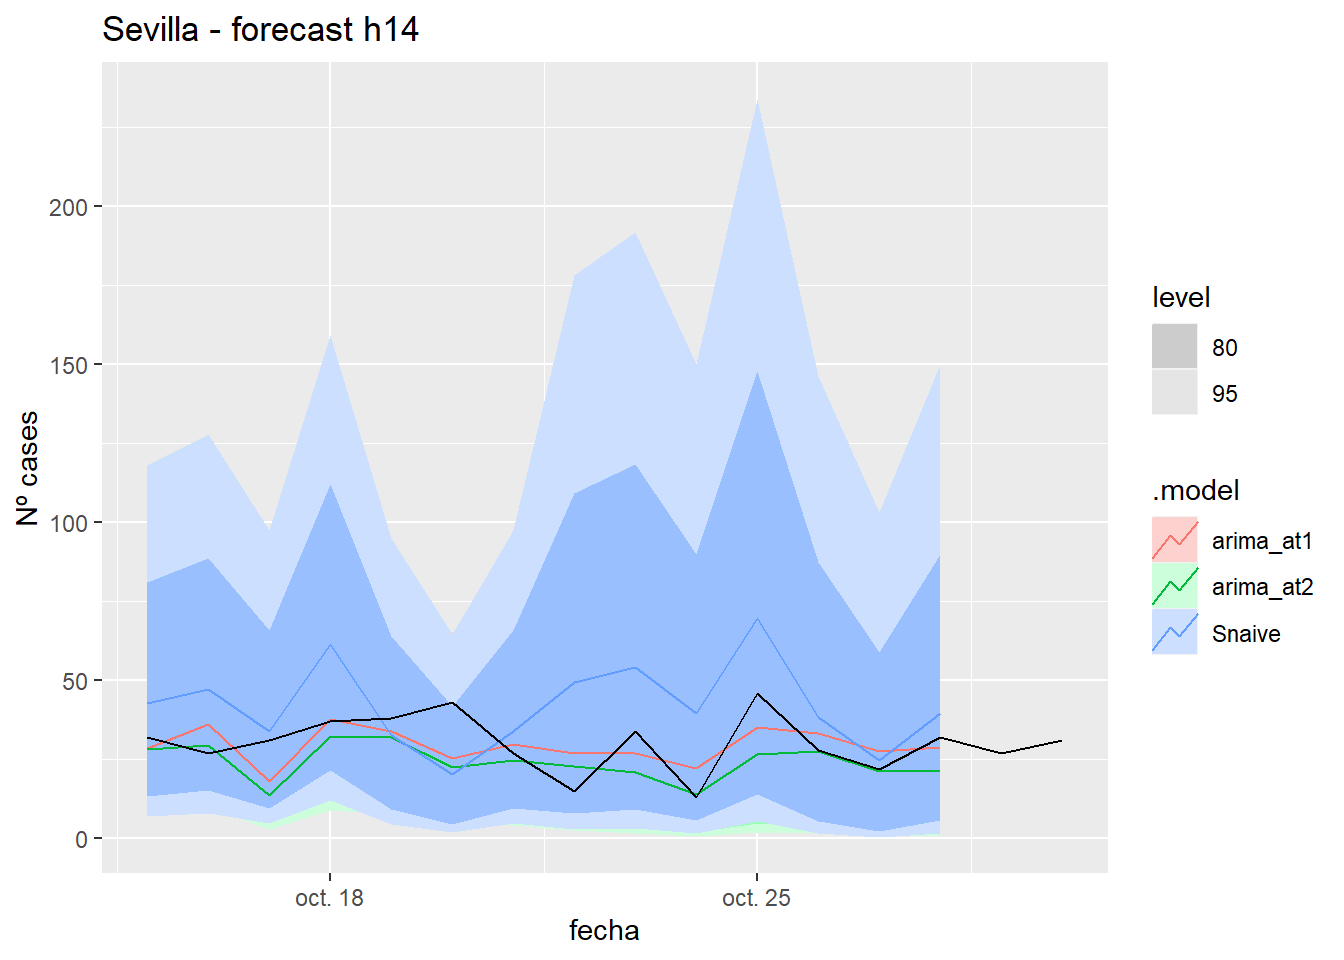 Sevilla - forecast h14
Nº cases
200
150
100
50
0
oct. 18
oct. 25
fecha
level
80
95
.model
arima_at1
arima_at2
Snaive